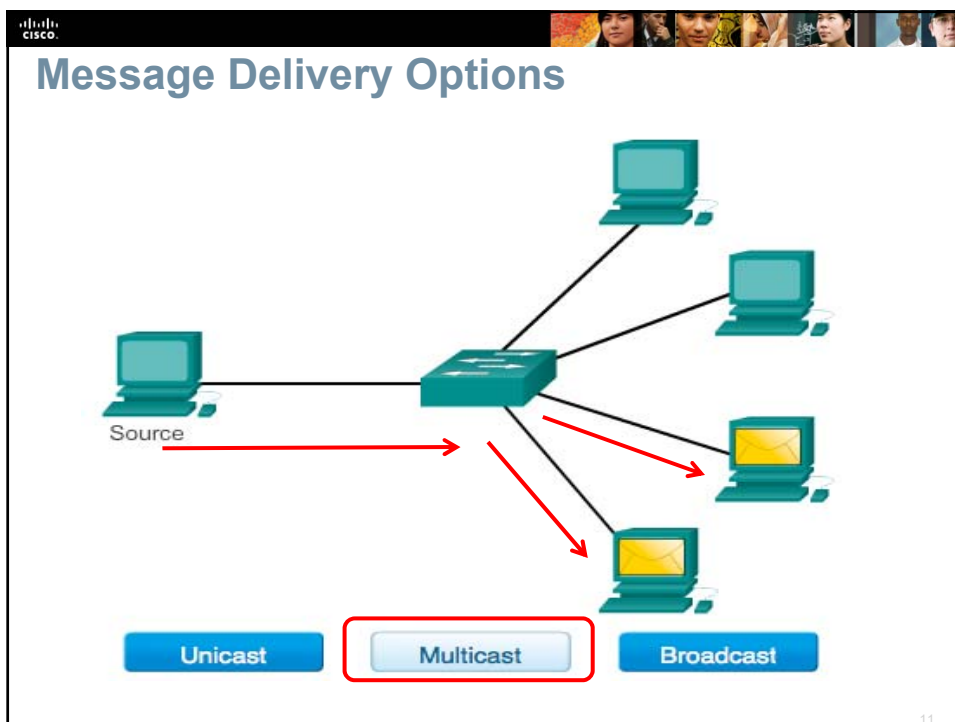 CISCO.
Message Delivery Options
Source
Unicast
Multicast
Broadcast
11